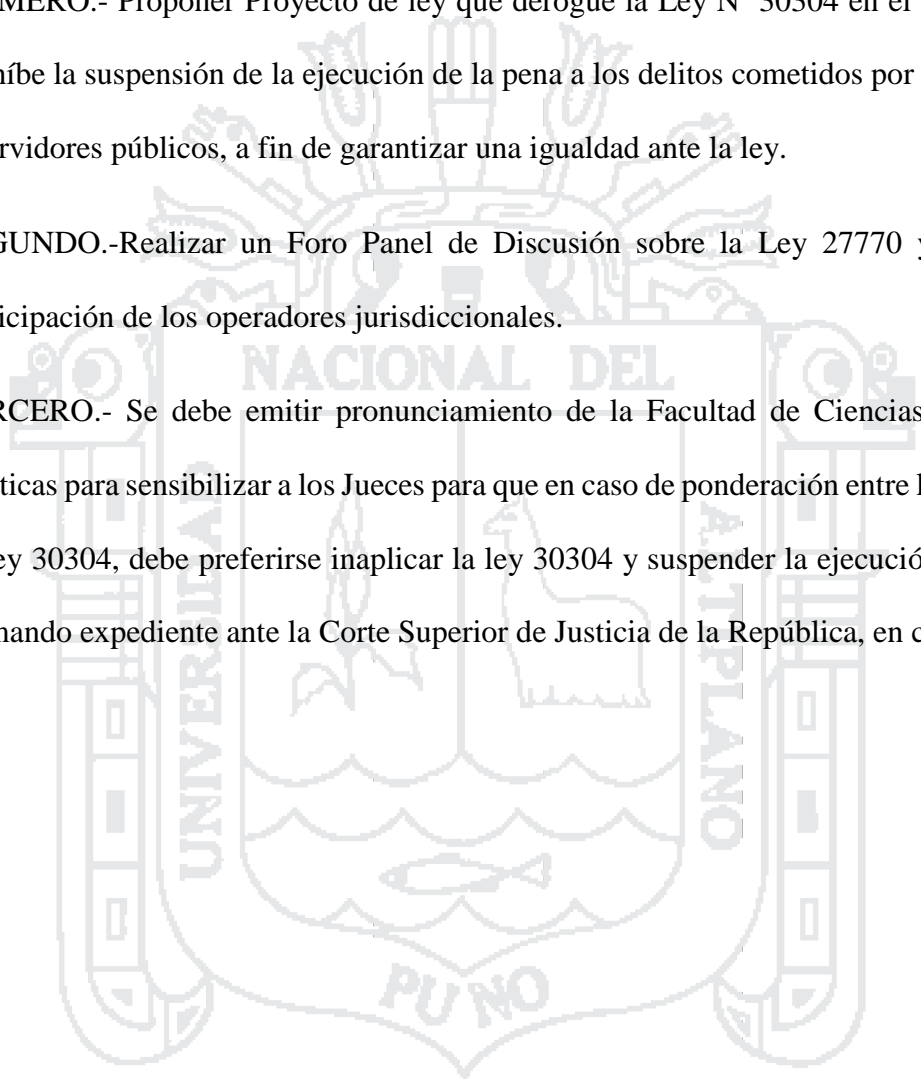 MERO.- Proponer Proyecto de ley que derogue la Ley N° 30304 en el
híbe la suspensión de la ejecución de la pena a los delitos cometidos por
rvidores públicos, a fin de garantizar una igualdad ante la ley.
GUNDO.-Realizar un Foro Panel de Discusión sobre la Ley 27770 y
icipación de los operadores jurisdiccionales.
RCERO.- Se debe emitir pronunciamiento de la Facultad de Ciencias
ticas para sensibilizar a los Jueces para que en caso de ponderación entre l
ey 30304, debe preferirse inaplicar la ley 30304 y suspender la ejecució
nando expediente ante la Corte Superior de Justicia de la República, en c
UNIVERSIDAD
NACIONAL DEL
ALTIPLANO
PUNO